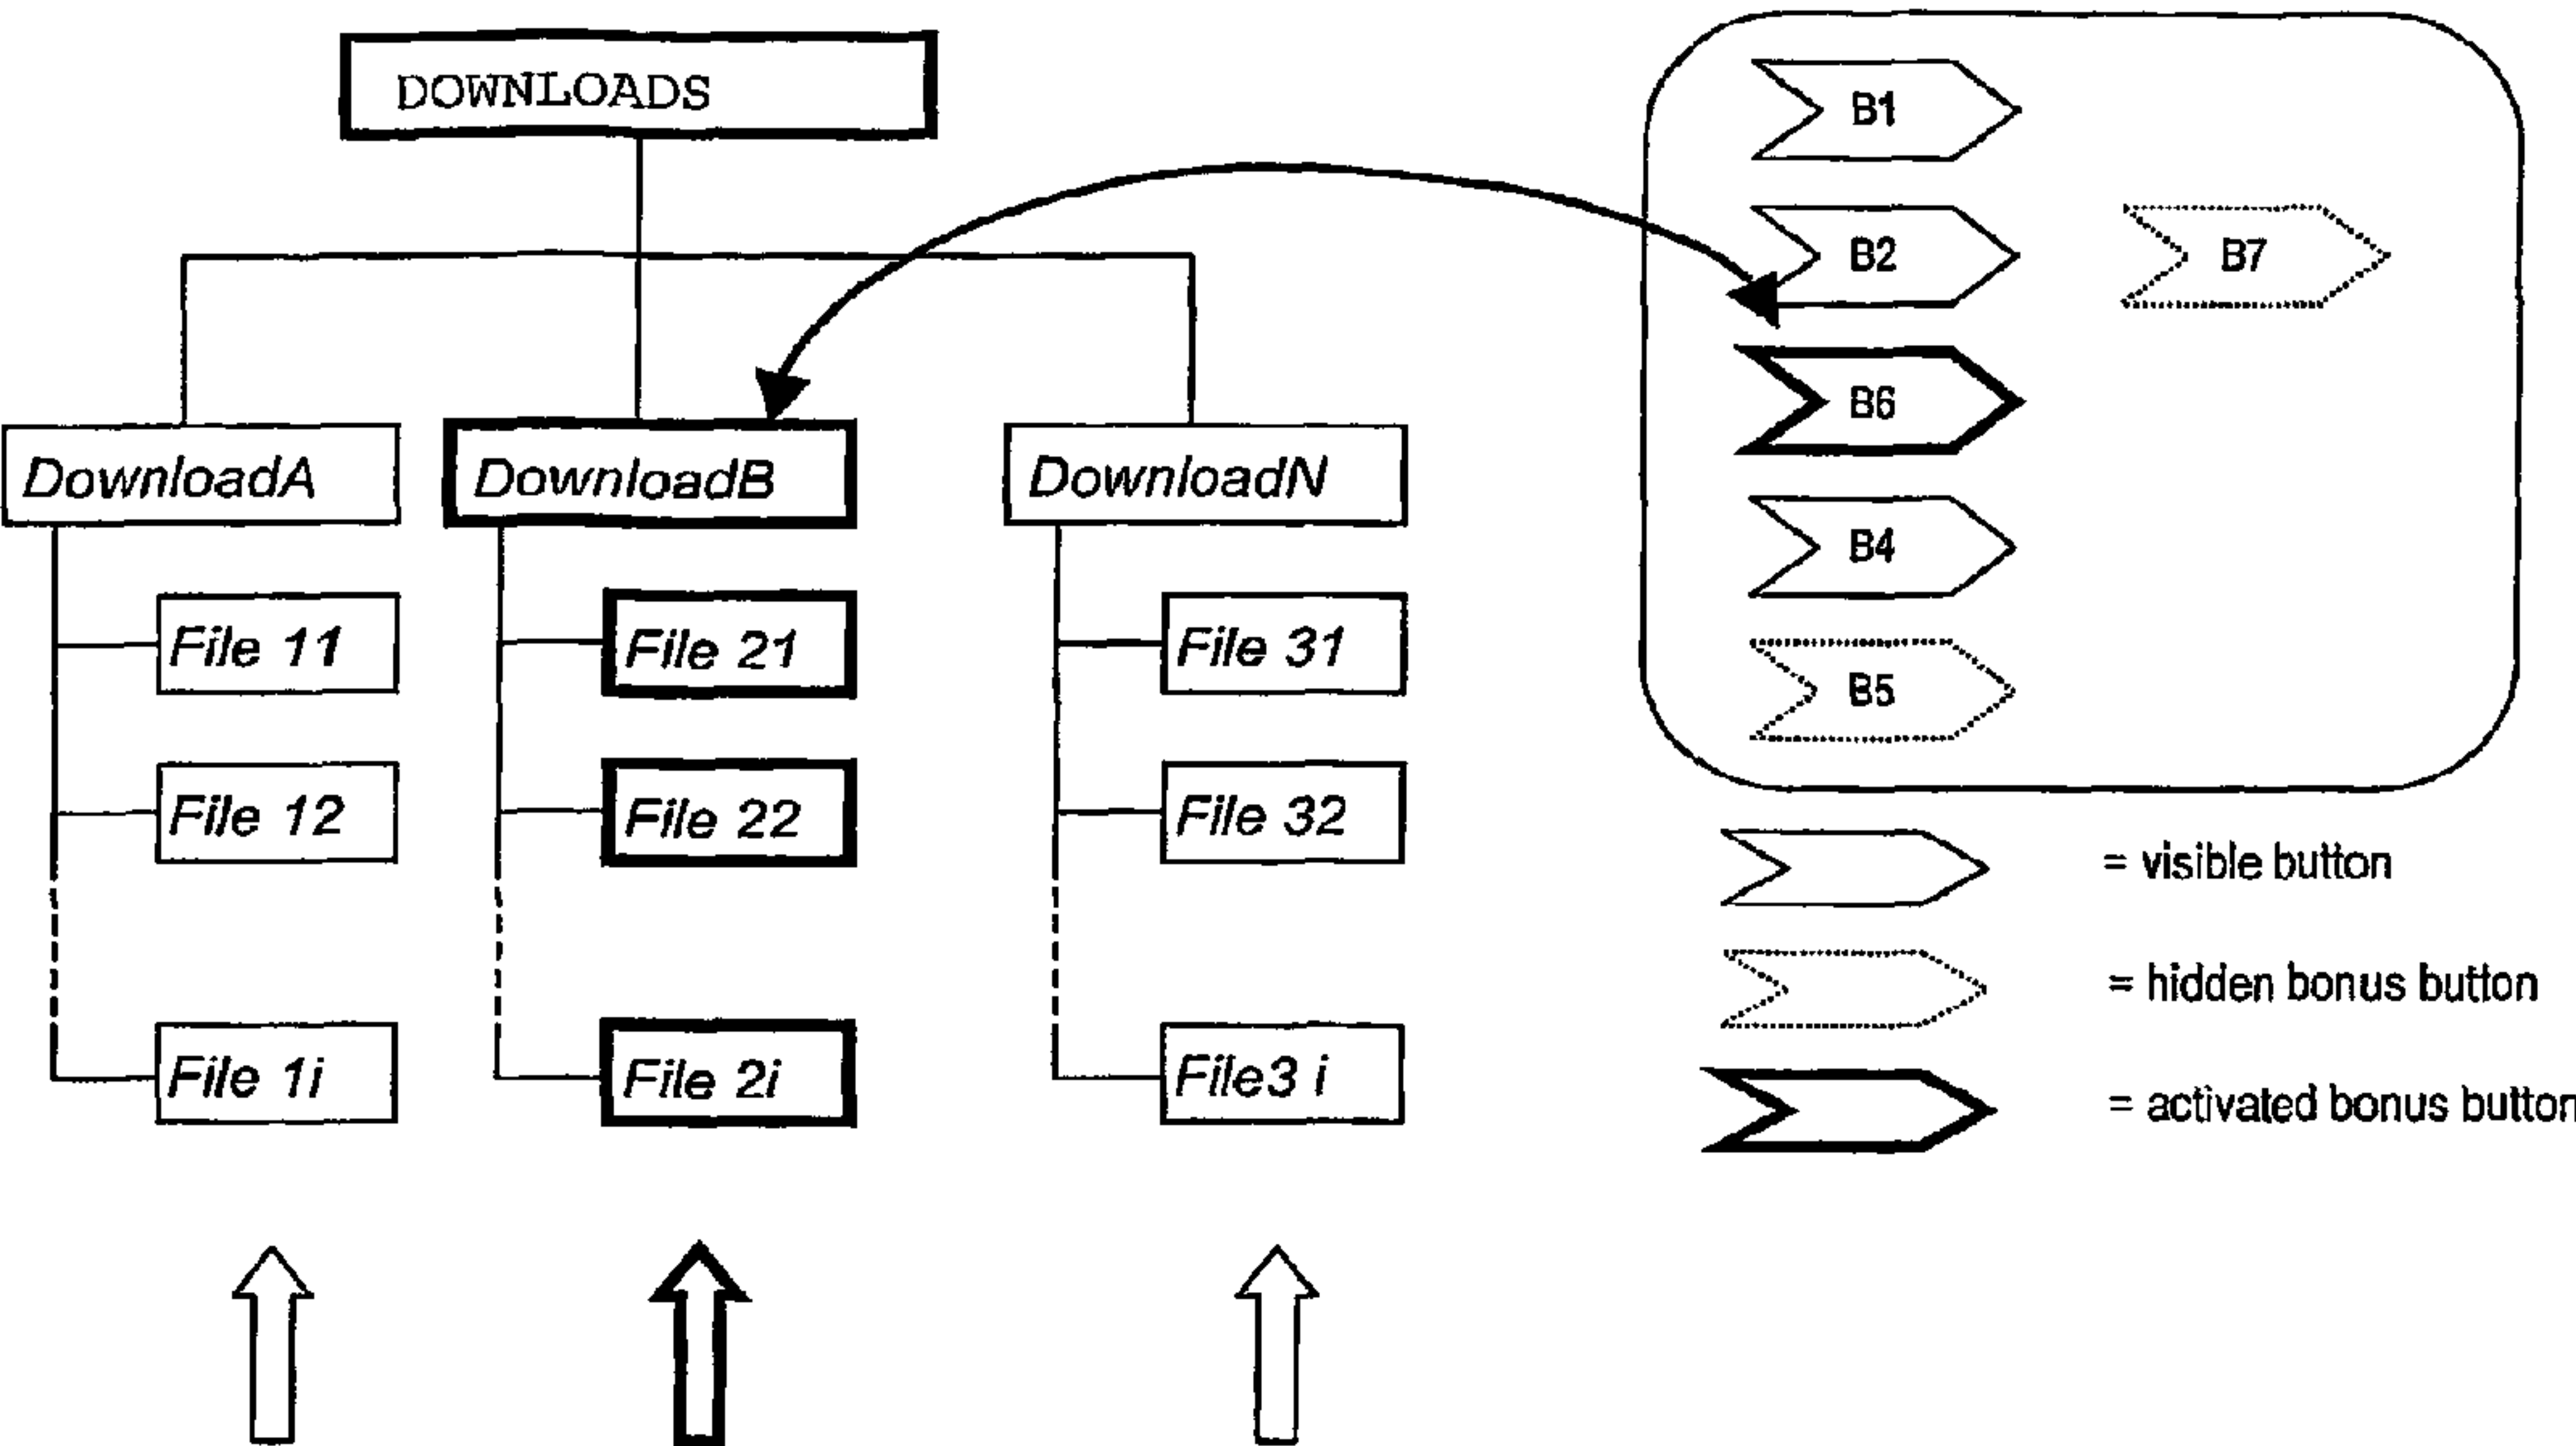 DOWNLOADS
DownloadA
DownloadB
DownloadN
File 11
File 21
File 31
File 12
File 22
File 32
File 1i
File 2i
File3 i
B1
B2
B7
B6
B4
B5
= visible button
= hidden bonus button
= activated bonus button